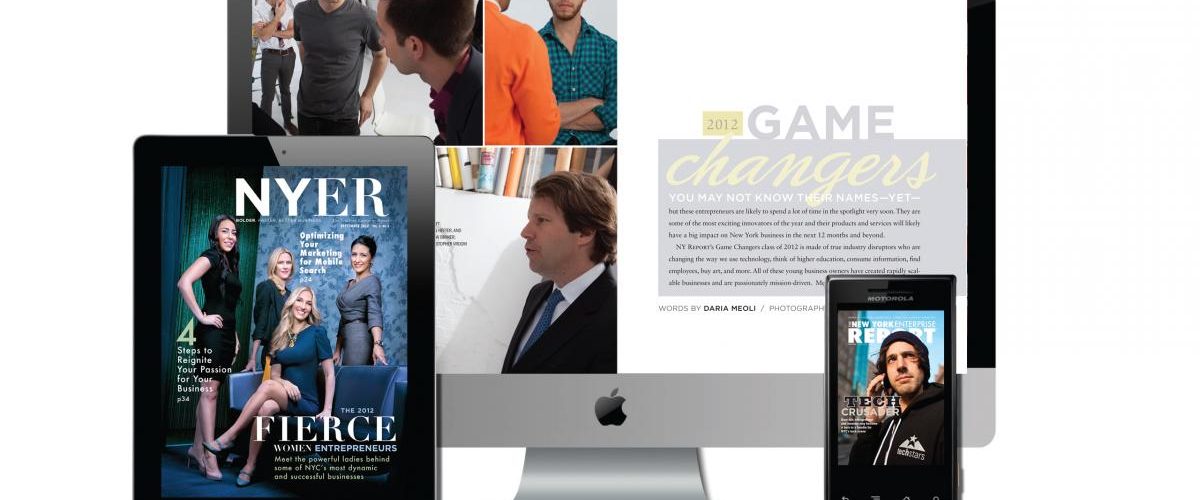 2012 GAME
changers
YOU MAY NOT KNOW THEIR NAMES—YET—
but these entrepreneurs are likely to spend a lot of time in the spotlight very soon. They are
some of the most exciting innovators of the year and their products and services will likely
have a big impact on New York business in the next 12 months and beyond.
NY REPORT's Game Changers class of 2012 is made of true industry disruptors who are
changing the way we use technology, think of higher education, consume information, find
employees, buy art, and more. All of these young business owners have created rapidly scal-
able businesses and are passionately mission-driven.
WORDS BY DARIA MEOLI / PHOTOGRAPH
NYER
BOLDER, FASTER, BETTER BUSINESS
SEPTEMBER 2012
Optimizing
Your
Marketing
for Mobile
Search
p24
4
Steps to
Reignite
Your Passion
for Your
Business
p34
THE 2012
FIERCE
WOMEN ENTREPRENEURS
Meet the powerful ladies behind
some of NYC's most dynamic
and successful businesses
MOTOROLA
THE NEW YORK ENTERPRISE
REPORT
TECH
CRUSADER
techstars